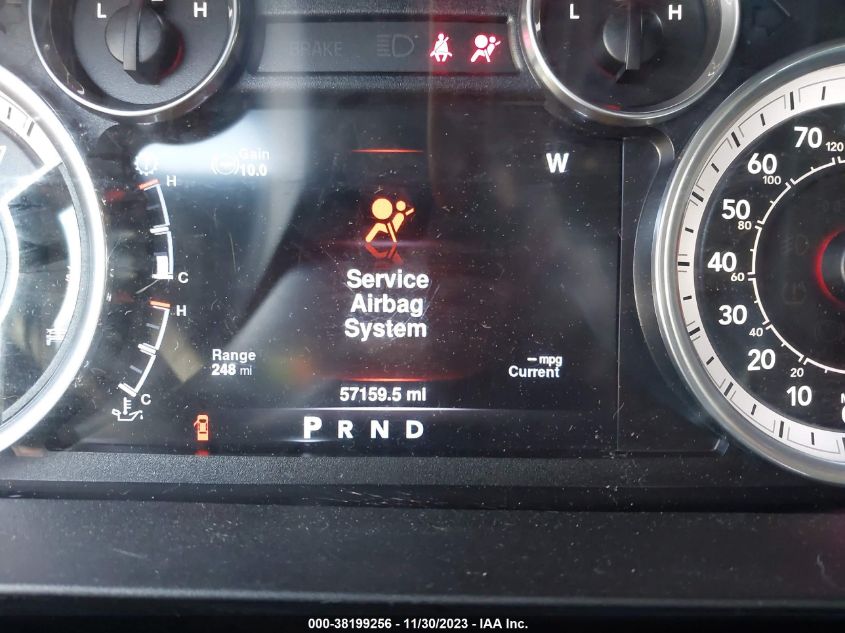 L H
L H
BRAKE
Gain
10.0
W
H
C
H
C
Service
Airbag
System
Range
248 mi
– mpg
Current
57159.5 mi
P R N D
70
120
60
100
50
80
40
60
30
40
20
20
10
000-38199256 - 11/30/2023 - IAA Inc.